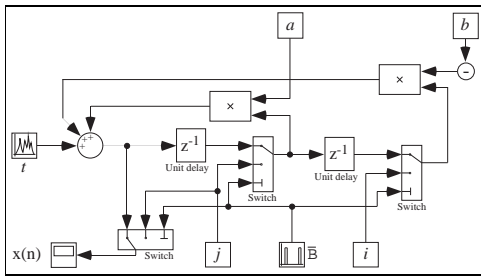 a
b
×
-
×
++
+
z-1
Unit delay
Switch
z-1
Unit delay
Switch
t
x(n)
Switch
j
B̅
i